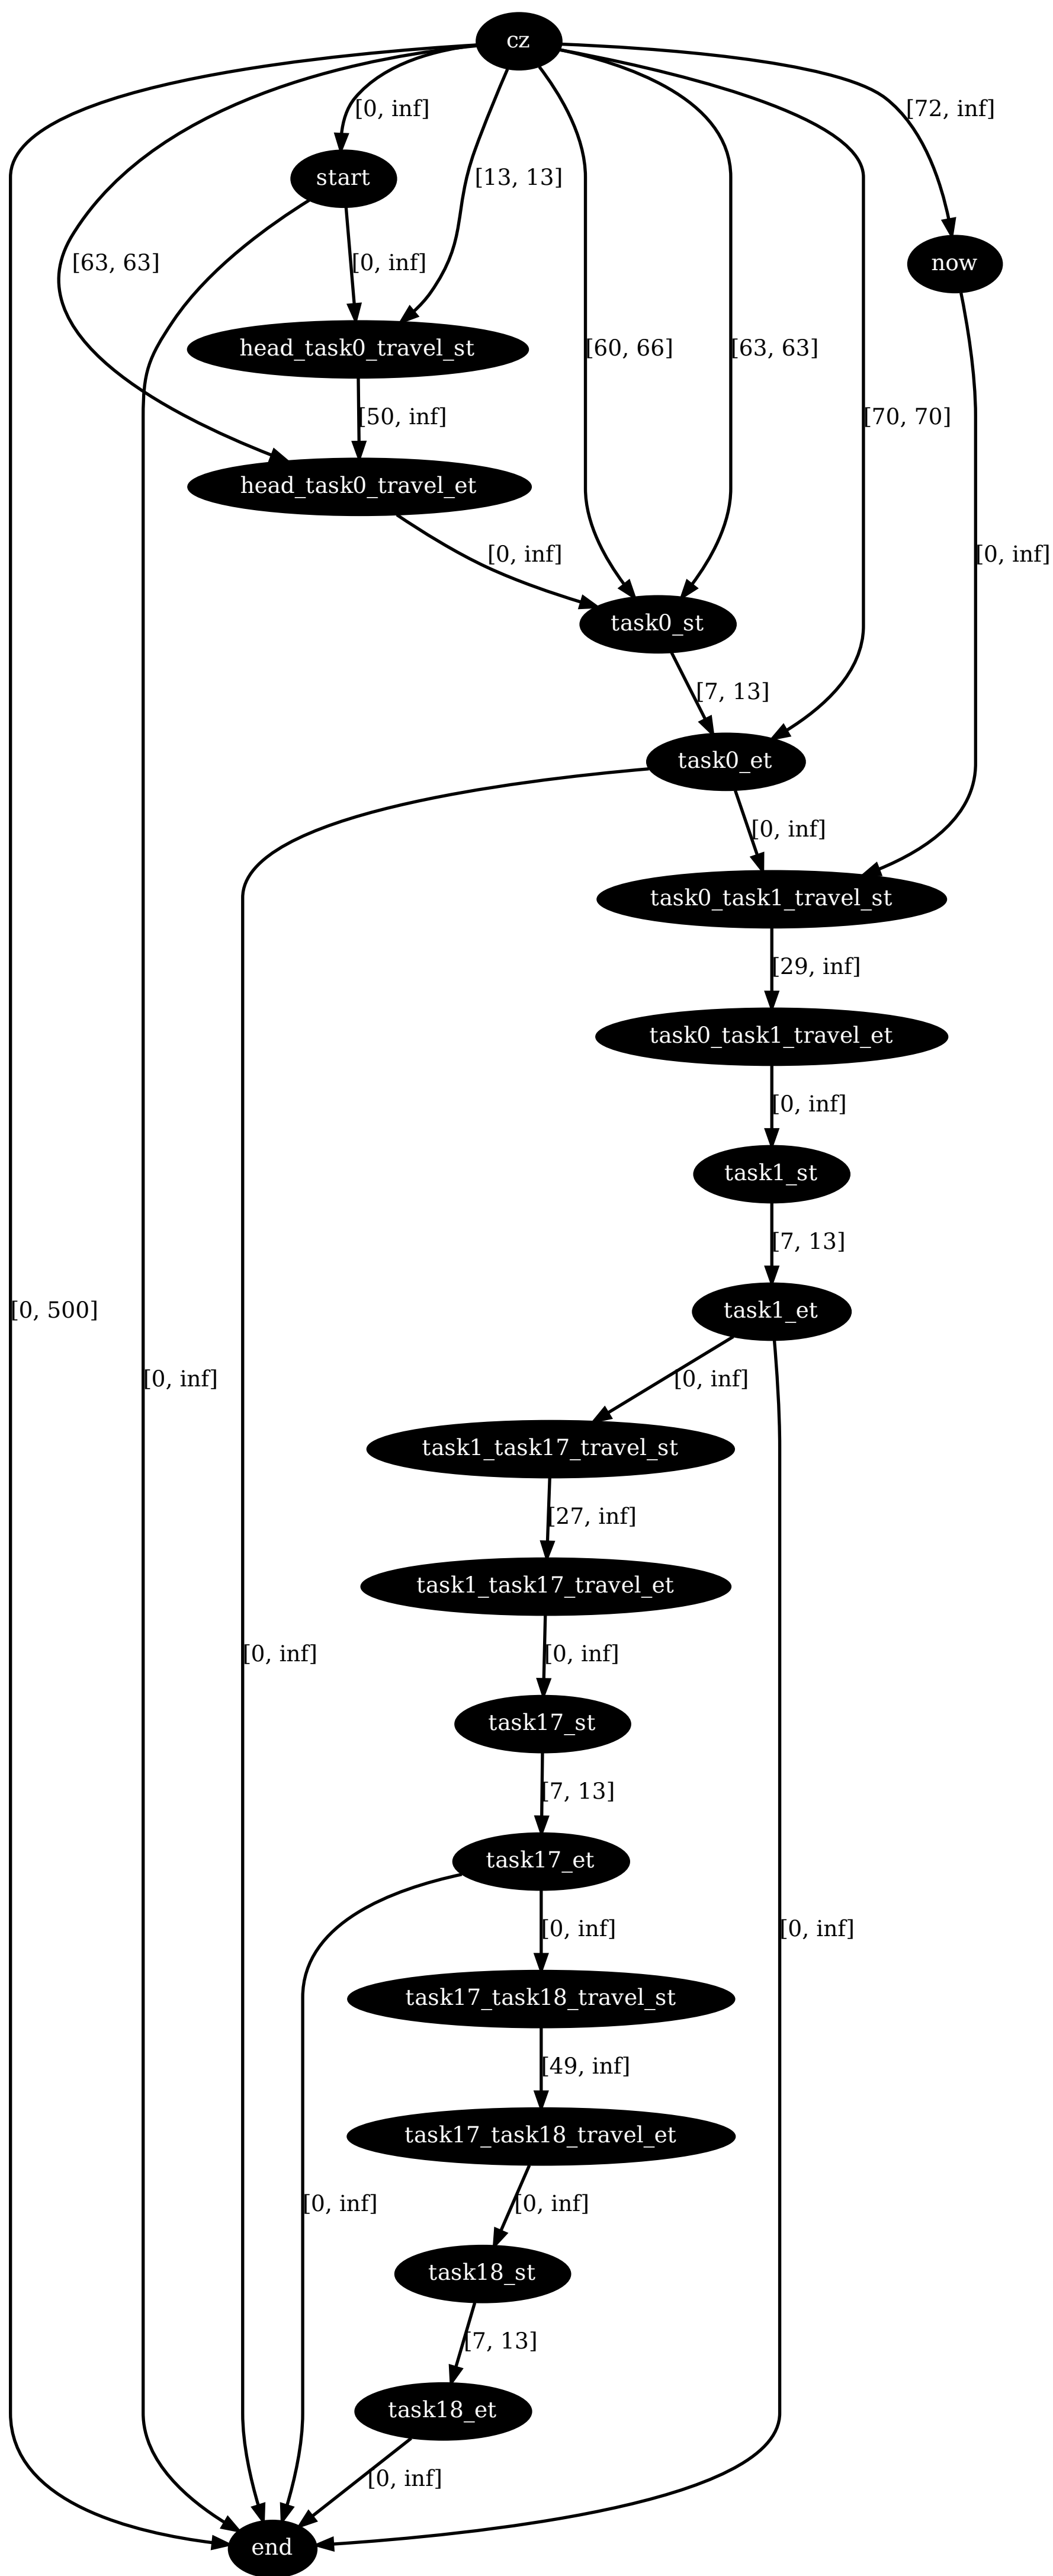 cz
[0, inf]
[72, inf]
start
[13, 13]
[63, 63]
[0, inf]
now
head_task0_travel_st
[60, 66]
[63, 63]
[50, inf]
[70, 70]
head_task0_travel_et
[0, inf]
[0, inf]
task0_st
[7, 13]
task0_et
[0, inf]
task0_task1_travel_st
[29, inf]
task0_task1_travel_et
[0, inf]
task1_st
[7, 13]
[0, 500]
task1_et
[0, inf]
[0, inf]
task1_task17_travel_st
[27, inf]
task1_task17_travel_et
[0, inf]
[0, inf]
task17_st
[7, 13]
task17_et
[0, inf]
[0, inf]
task17_task18_travel_st
[49, inf]
task17_task18_travel_et
[0, inf]
[0, inf]
task18_st
[7, 13]
task18_et
[0, inf]
end